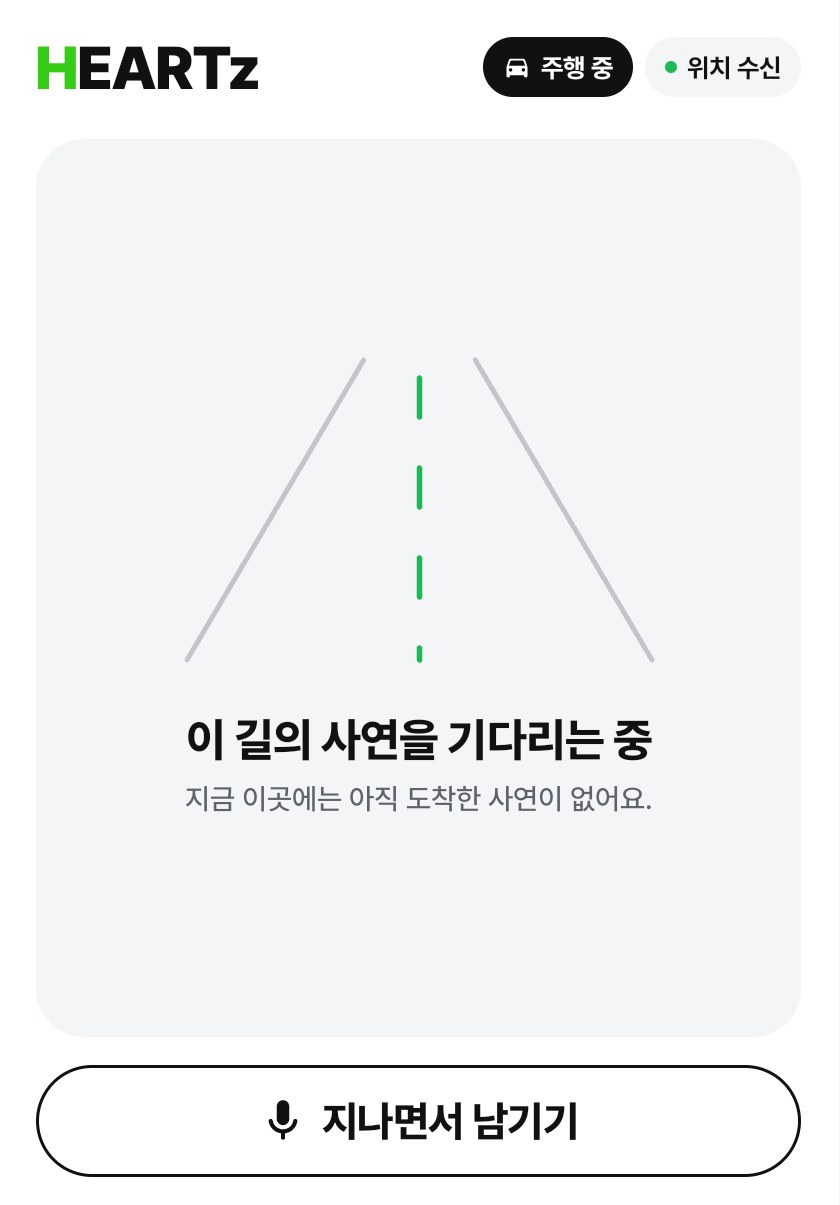 HEARTz
주행 중
위치 수신
이 길의 사연을 기다리는 중
지금 이곳에는 아직 도착한 사연이 없어요.
지나면서 남기기